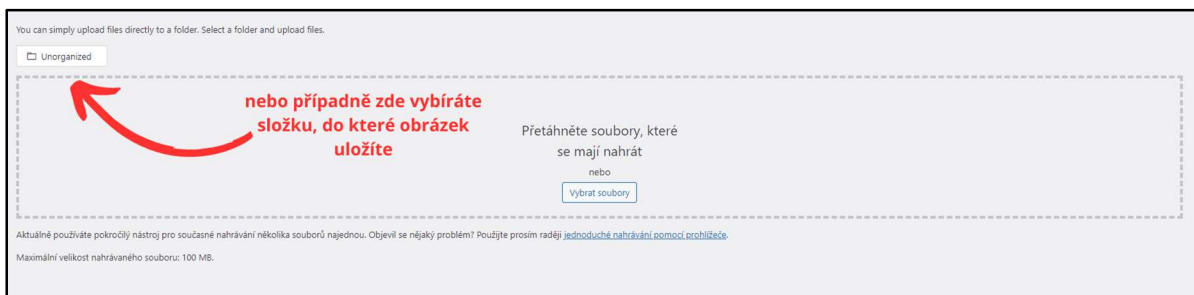 You can simply upload files directly to a folder. Select a folder and upload files.
Unorganized
nebo případně zde vybíráte
složku, do které obrázek
uložíte
Přetáhněte soubory, které
se mají nahrát
nebo
Vybrat soubory
Aktuálně používáte pokročilý nástroj pro současné nahrávání několika souborů najednou. Objevil se nějaký problém? Použijte prosím raději jednoduché nahrávání pomocí prohlížeče.
Maximální velikost nahrávaného souboru: 100 MB.